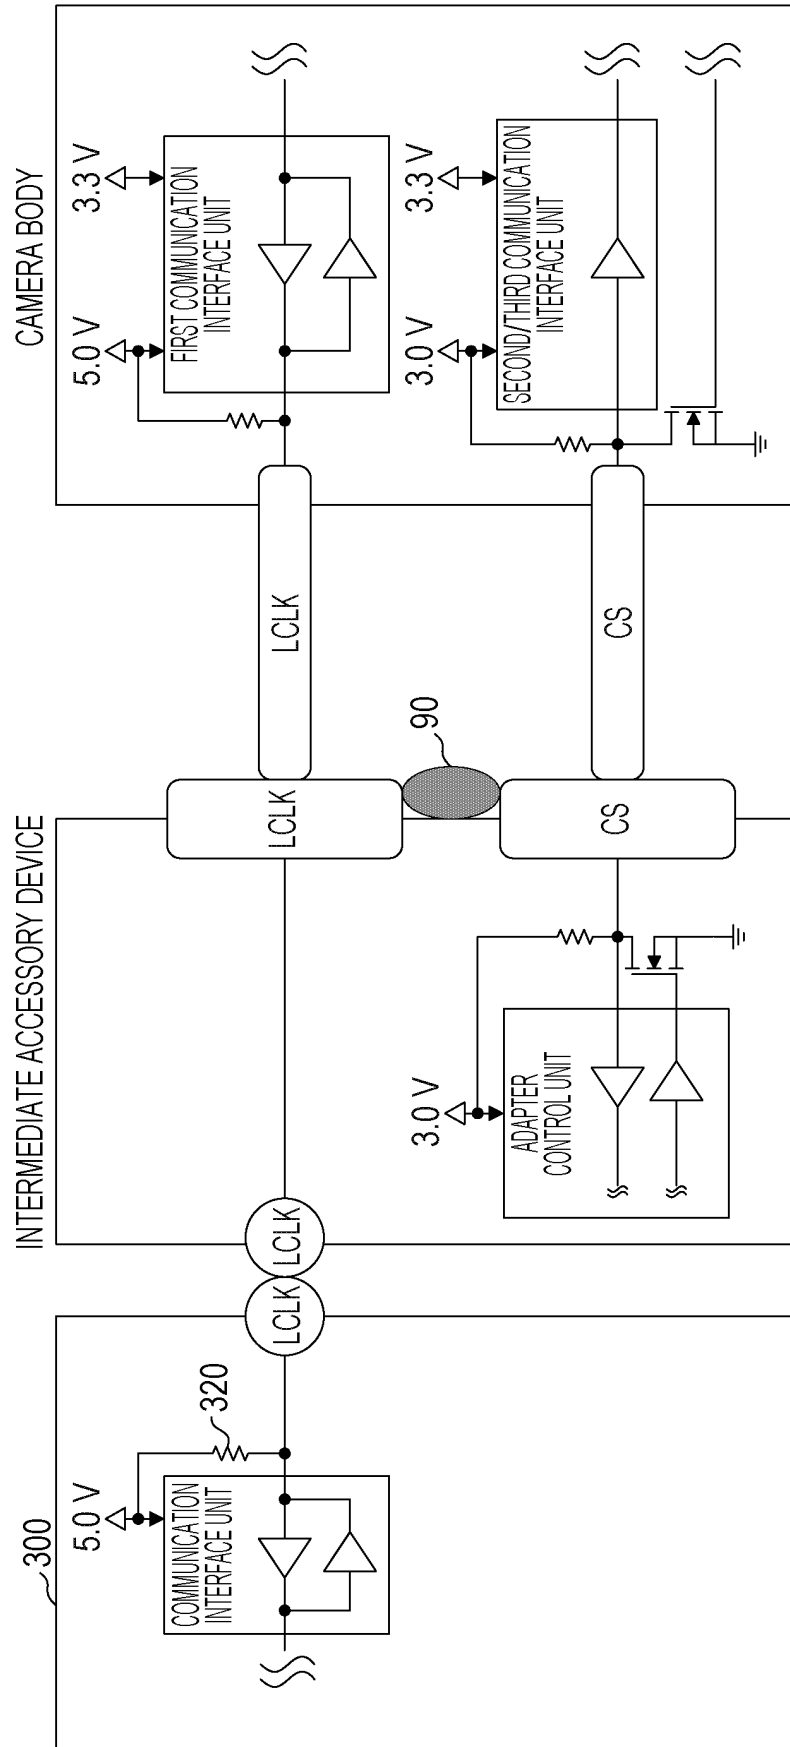 300
5.0 V
COMMUNICATION
INTERFACE UNIT
320
LCLK
INTERMEDIATE ACCESSORY DEVICE
LCLK
3.0 V
ADAPTER
CONTROL UNIT
LCLK
CS
90
LCLK
CS
CAMERA BODY
5.0 V
3.3 V
FIRST COMMUNICATION
INTERFACE UNIT
3.0 V
3.3 V
SECOND/THIRD COMMUNICATION
INTERFACE UNIT